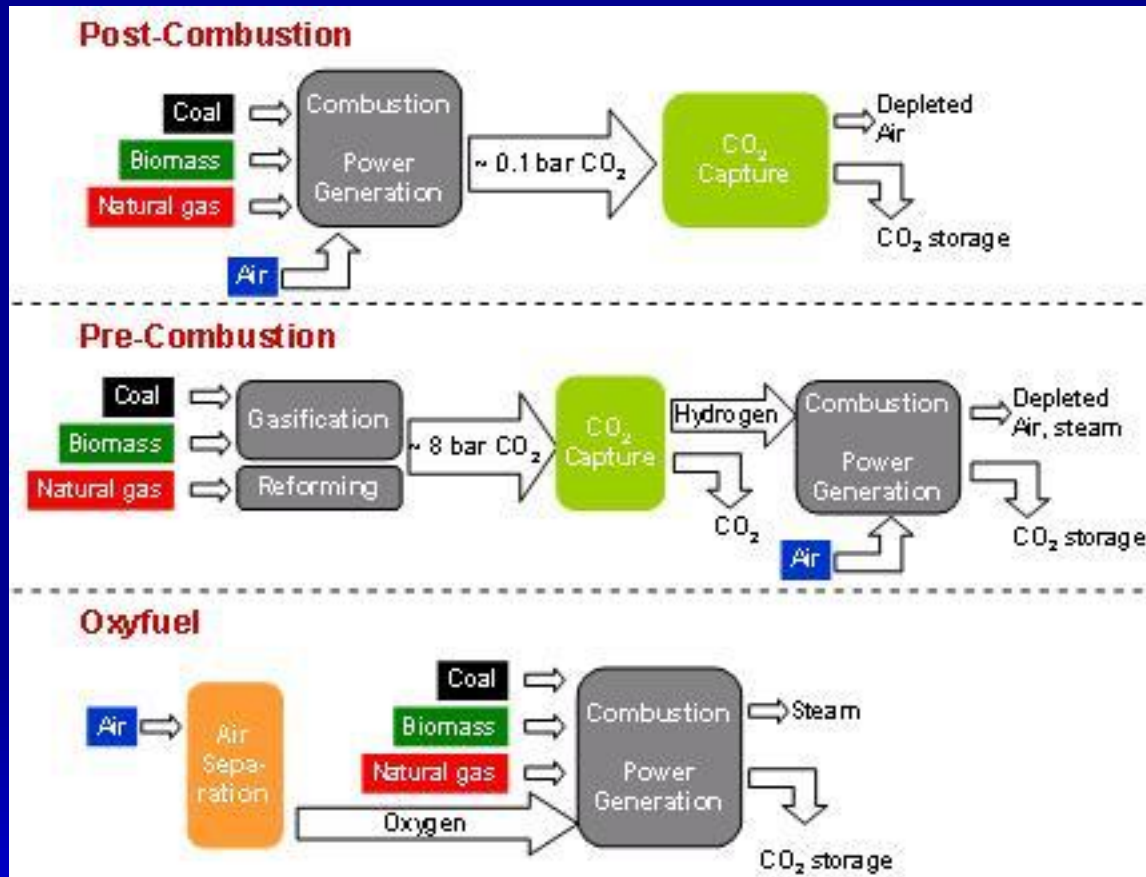 Post-Combustion
Coal
Biomass
Natural gas
Air
Combustion
Power
Generation
~ 0.1 bar CO₂
CO₂
Capture
Depleted
Air
CO₂ storage
Pre-Combustion
Coal
Biomass
Natural gas
Gasification
Reforming
~ 8 bar CO₂
CO₂
Capture
Hydrogen
CO₂
Air
Combustion
Power
Generation
Depleted
Air, steam
CO₂ storage
Oxyfuel
Air
Air
Sepa-
ration
Oxygen
Coal
Biomass
Natural gas
Combustion
Power
Generation
Steam
CO₂ storage